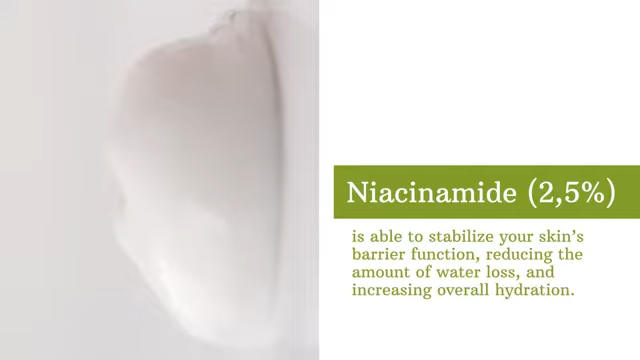 Niacinamide (2,5%)
is able to stabilize your skin's
barrier function, reducing the
amount of water loss, and
increasing overall hydration.